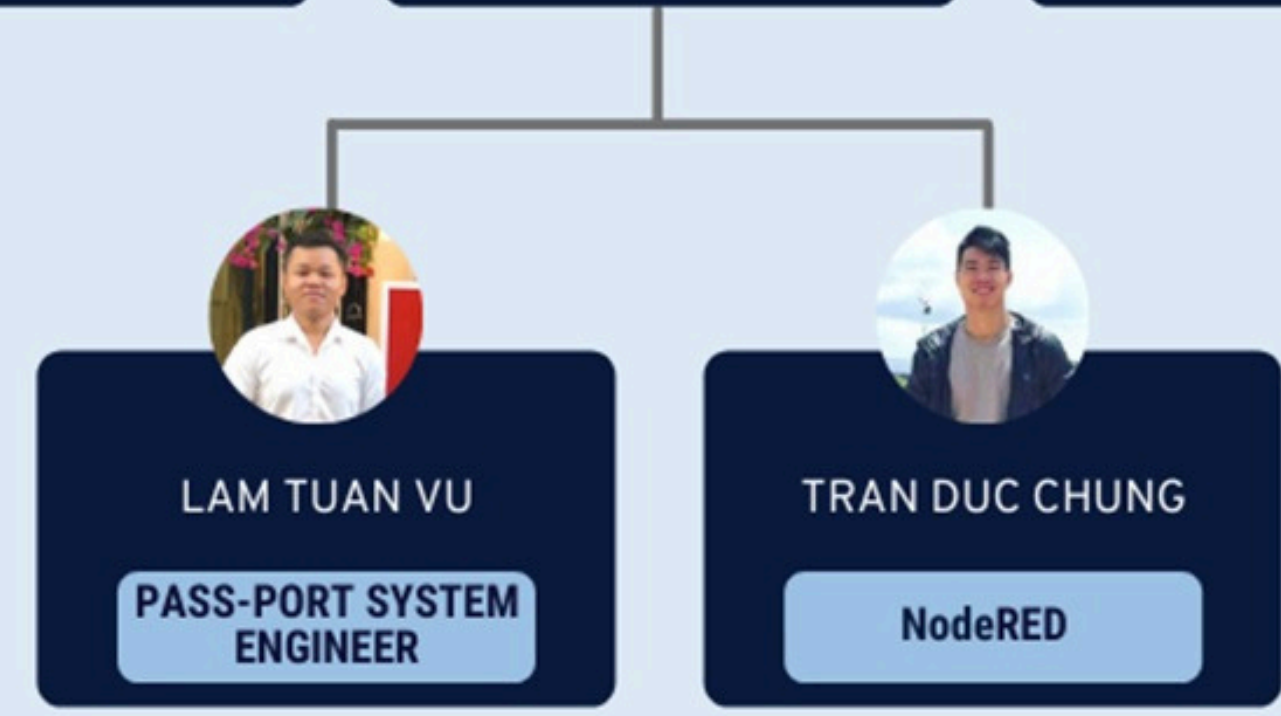 LAM TUAN VU
PASS-PORT SYSTEM
ENGINEER
TRAN DUC CHUNG
NodeRED